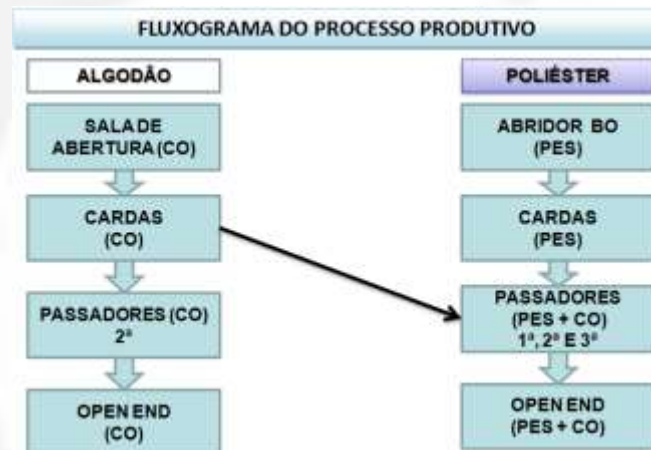 FLUXOGRAMA DO PROCESSO PRODUTIVO
ALGODÃO
SALA DE
ABERTURA (CO)
CARDAS
(CO)
PASSADORES (CO)
2ª
OPEN END
(CO)
POLIÉSTER
ABRIDOR BO
(PES)
CARDAS
(PES)
PASSADORES
(PES + CO)
1ª, 2ª E 3ª
OPEN END
(PES + CO)